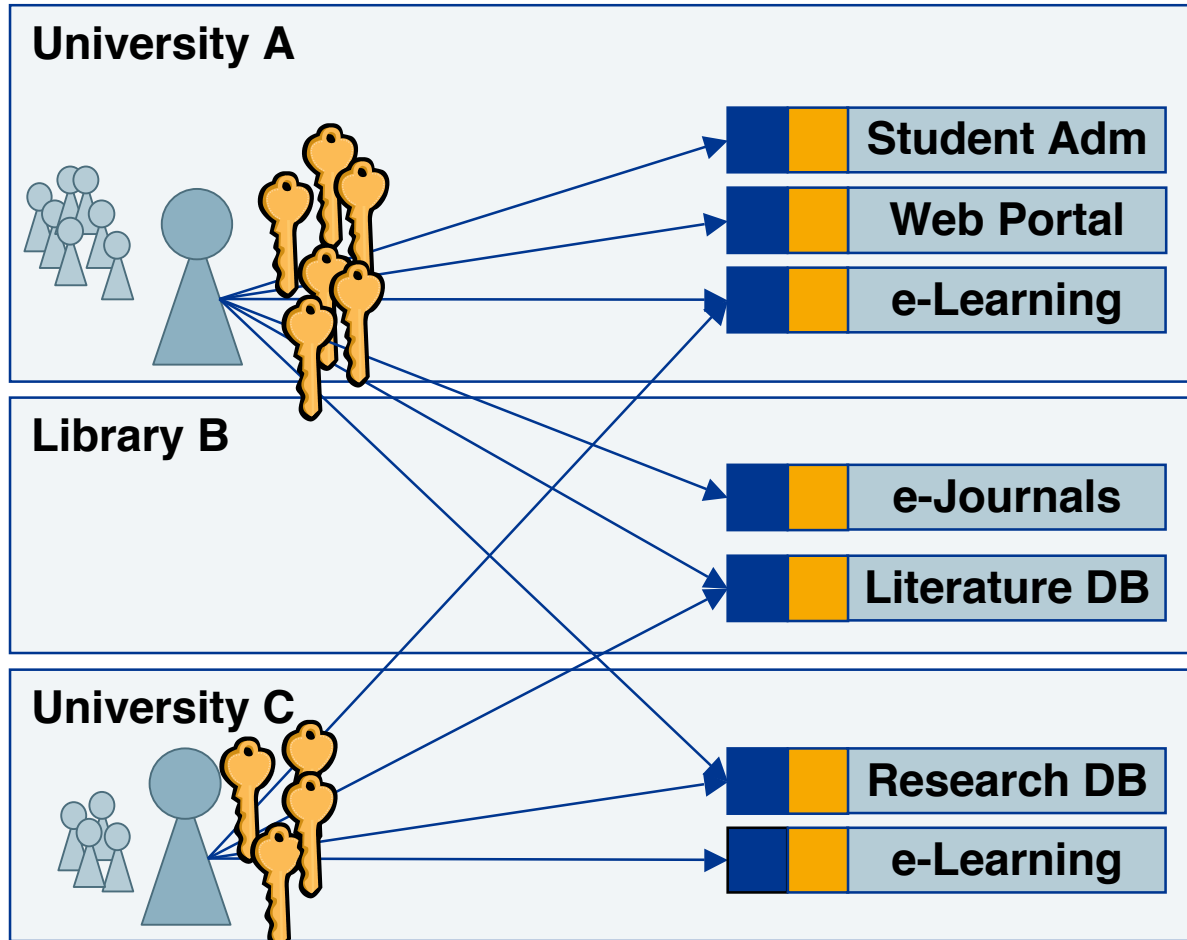 University A
Student Adm
Web Portal
e-Learning
Library B
e-Journals
Literature DB
University C
Research DB
e-Learning